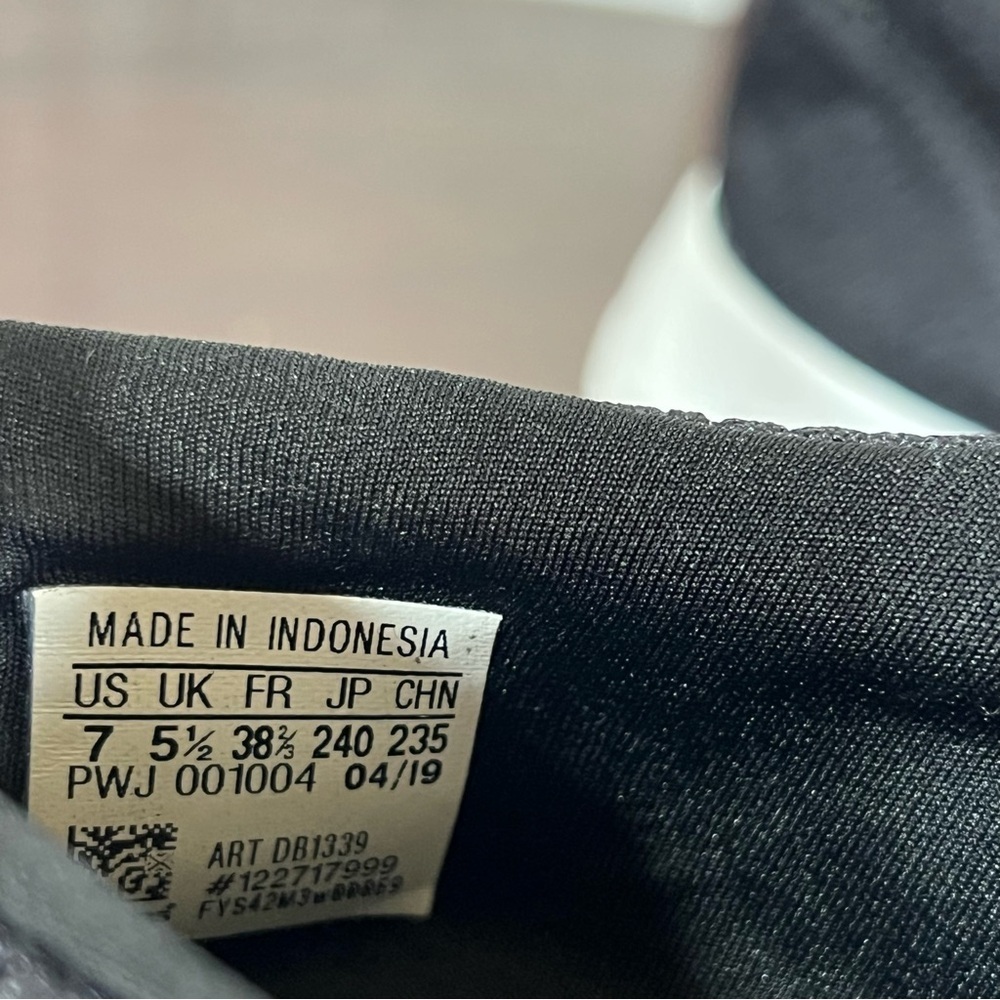 MADE IN INDONESIA
US UK FR JP CHN
7 5½ 38⅔ 240 235
PWJ 001004 04/19
ART DB1339
#122717999